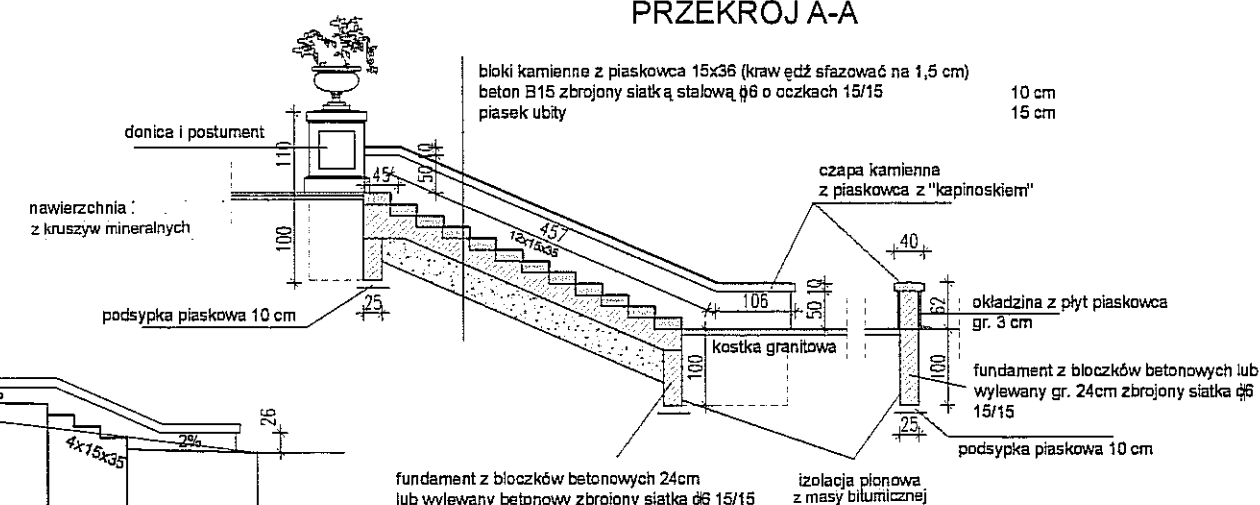 PRZEKRÓJ A-A
bloki kamienne z piaskowca 15x36 (krawędź sfazować na 1,5 cm)
beton B15 zbrojony siatką stalową ϕ6 o oczkach 15/15 10 cm
piasek ubity 15 cm
donica i postument
110
10
50
45
czapa kamienna
z piaskowca z "kapinoskiem"
nawierzchnia
z kruszyw mineralnych
100
457
12x15x35
40
10
50
106
62
okładzina z płyt piaskowca
gr. 3 cm
podsypka piaskowa 10 cm
25
kostka granitowa
100
100
fundament z bloczków betonowych lub
wylewany gr. 24cm zbrojony siatka ϕ6
15/15
25
podsypka piaskowa 10 cm
26
2%
4x15x35
fundament z bloczków betonowych 24cm
lub wylewany betonowy zbrojony siatka ϕ6 15/15
izolacja pionowa
z masy bitumicznej